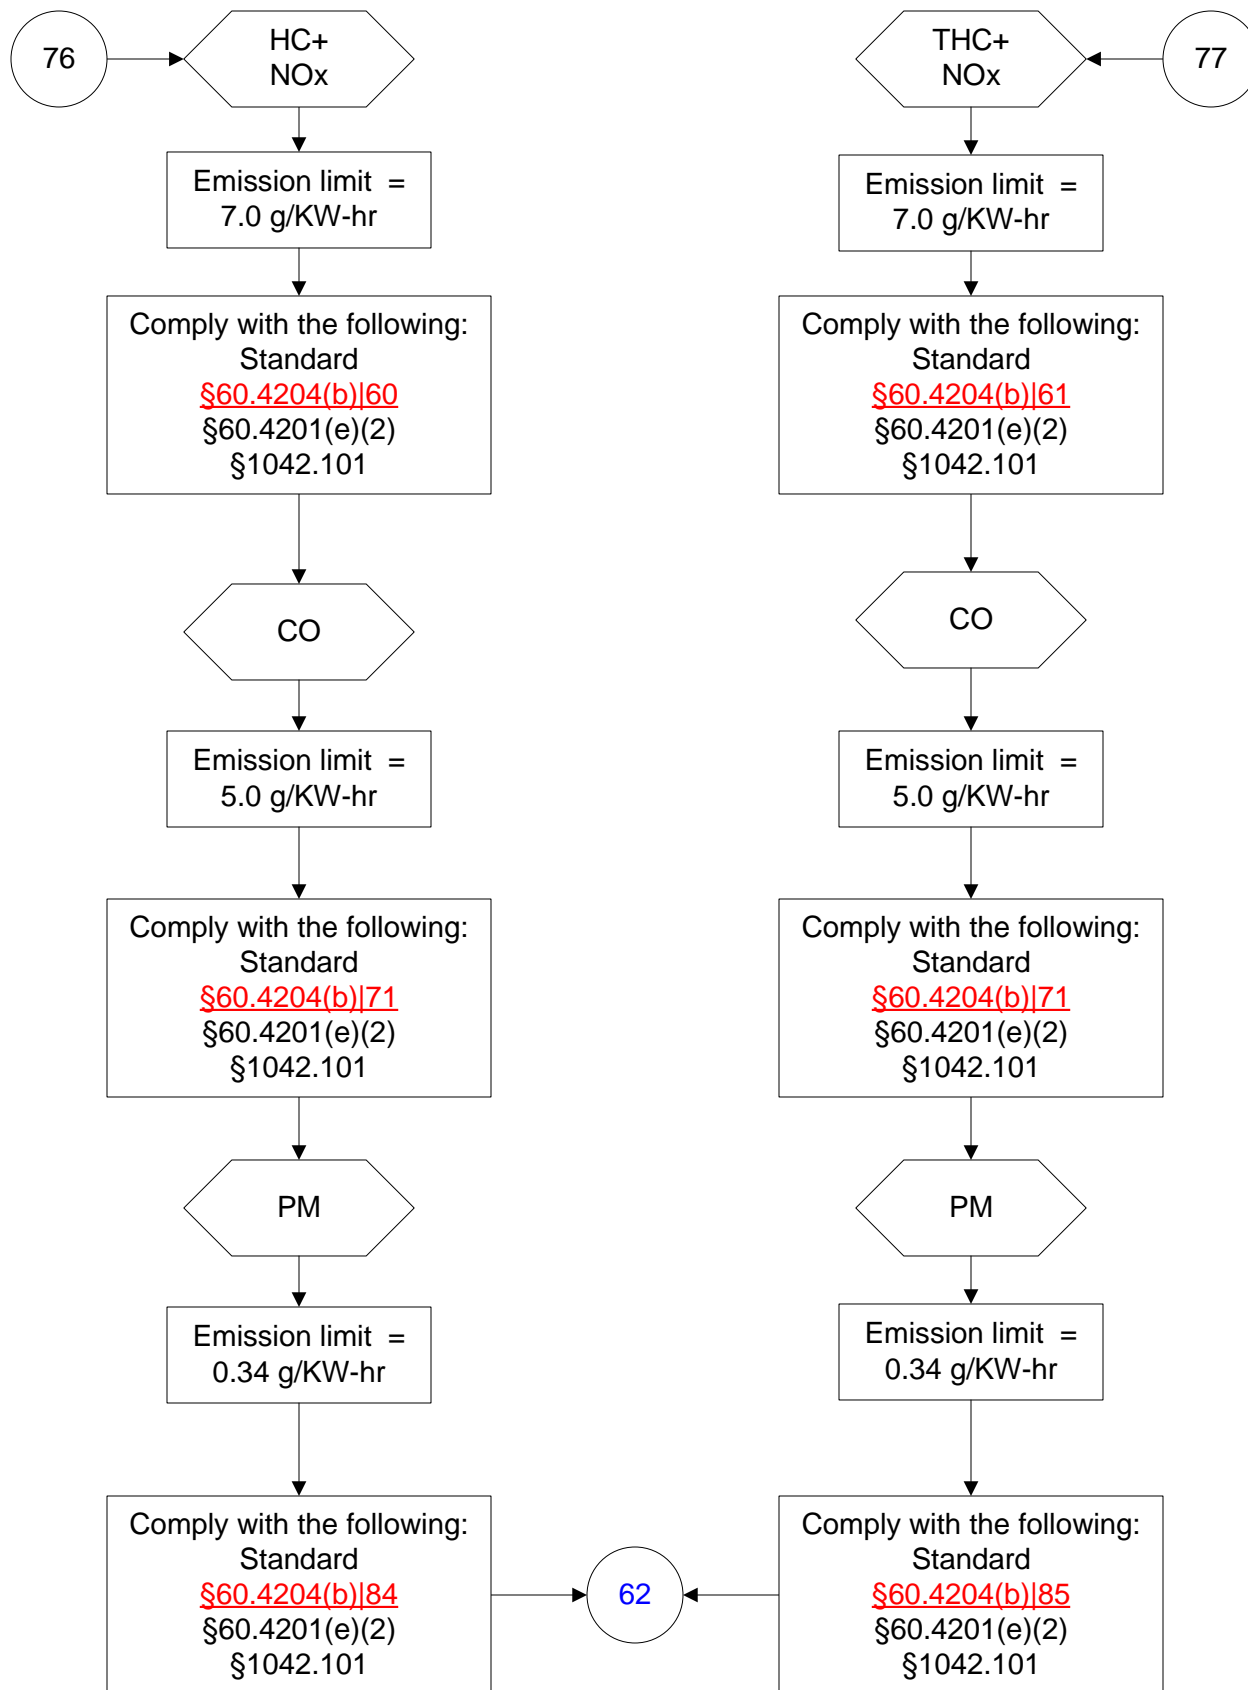 76
HC+
NOx
Emission limit  =
7.0 g/KW-hr
Comply with the following:
Standard
§60.4204(b)|60
§60.4201(e)(2)
§1042.101
CO
Emission limit  =
5.0 g/KW-hr
Comply with the following:
Standard
§60.4204(b)|71
§60.4201(e)(2)
§1042.101
PM
Emission limit  =
0.34 g/KW-hr
Comply with the following:
Standard
§60.4204(b)|84
§60.4201(e)(2)
§1042.101
62
77
THC+
NOx
Emission limit  =
7.0 g/KW-hr
Comply with the following:
Standard
§60.4204(b)|61
§60.4201(e)(2)
§1042.101
CO
Emission limit  =
5.0 g/KW-hr
Comply with the following:
Standard
§60.4204(b)|71
§60.4201(e)(2)
§1042.101
PM
Emission limit  =
0.34 g/KW-hr
Comply with the following:
Standard
§60.4204(b)|85
§60.4201(e)(2)
§1042.101